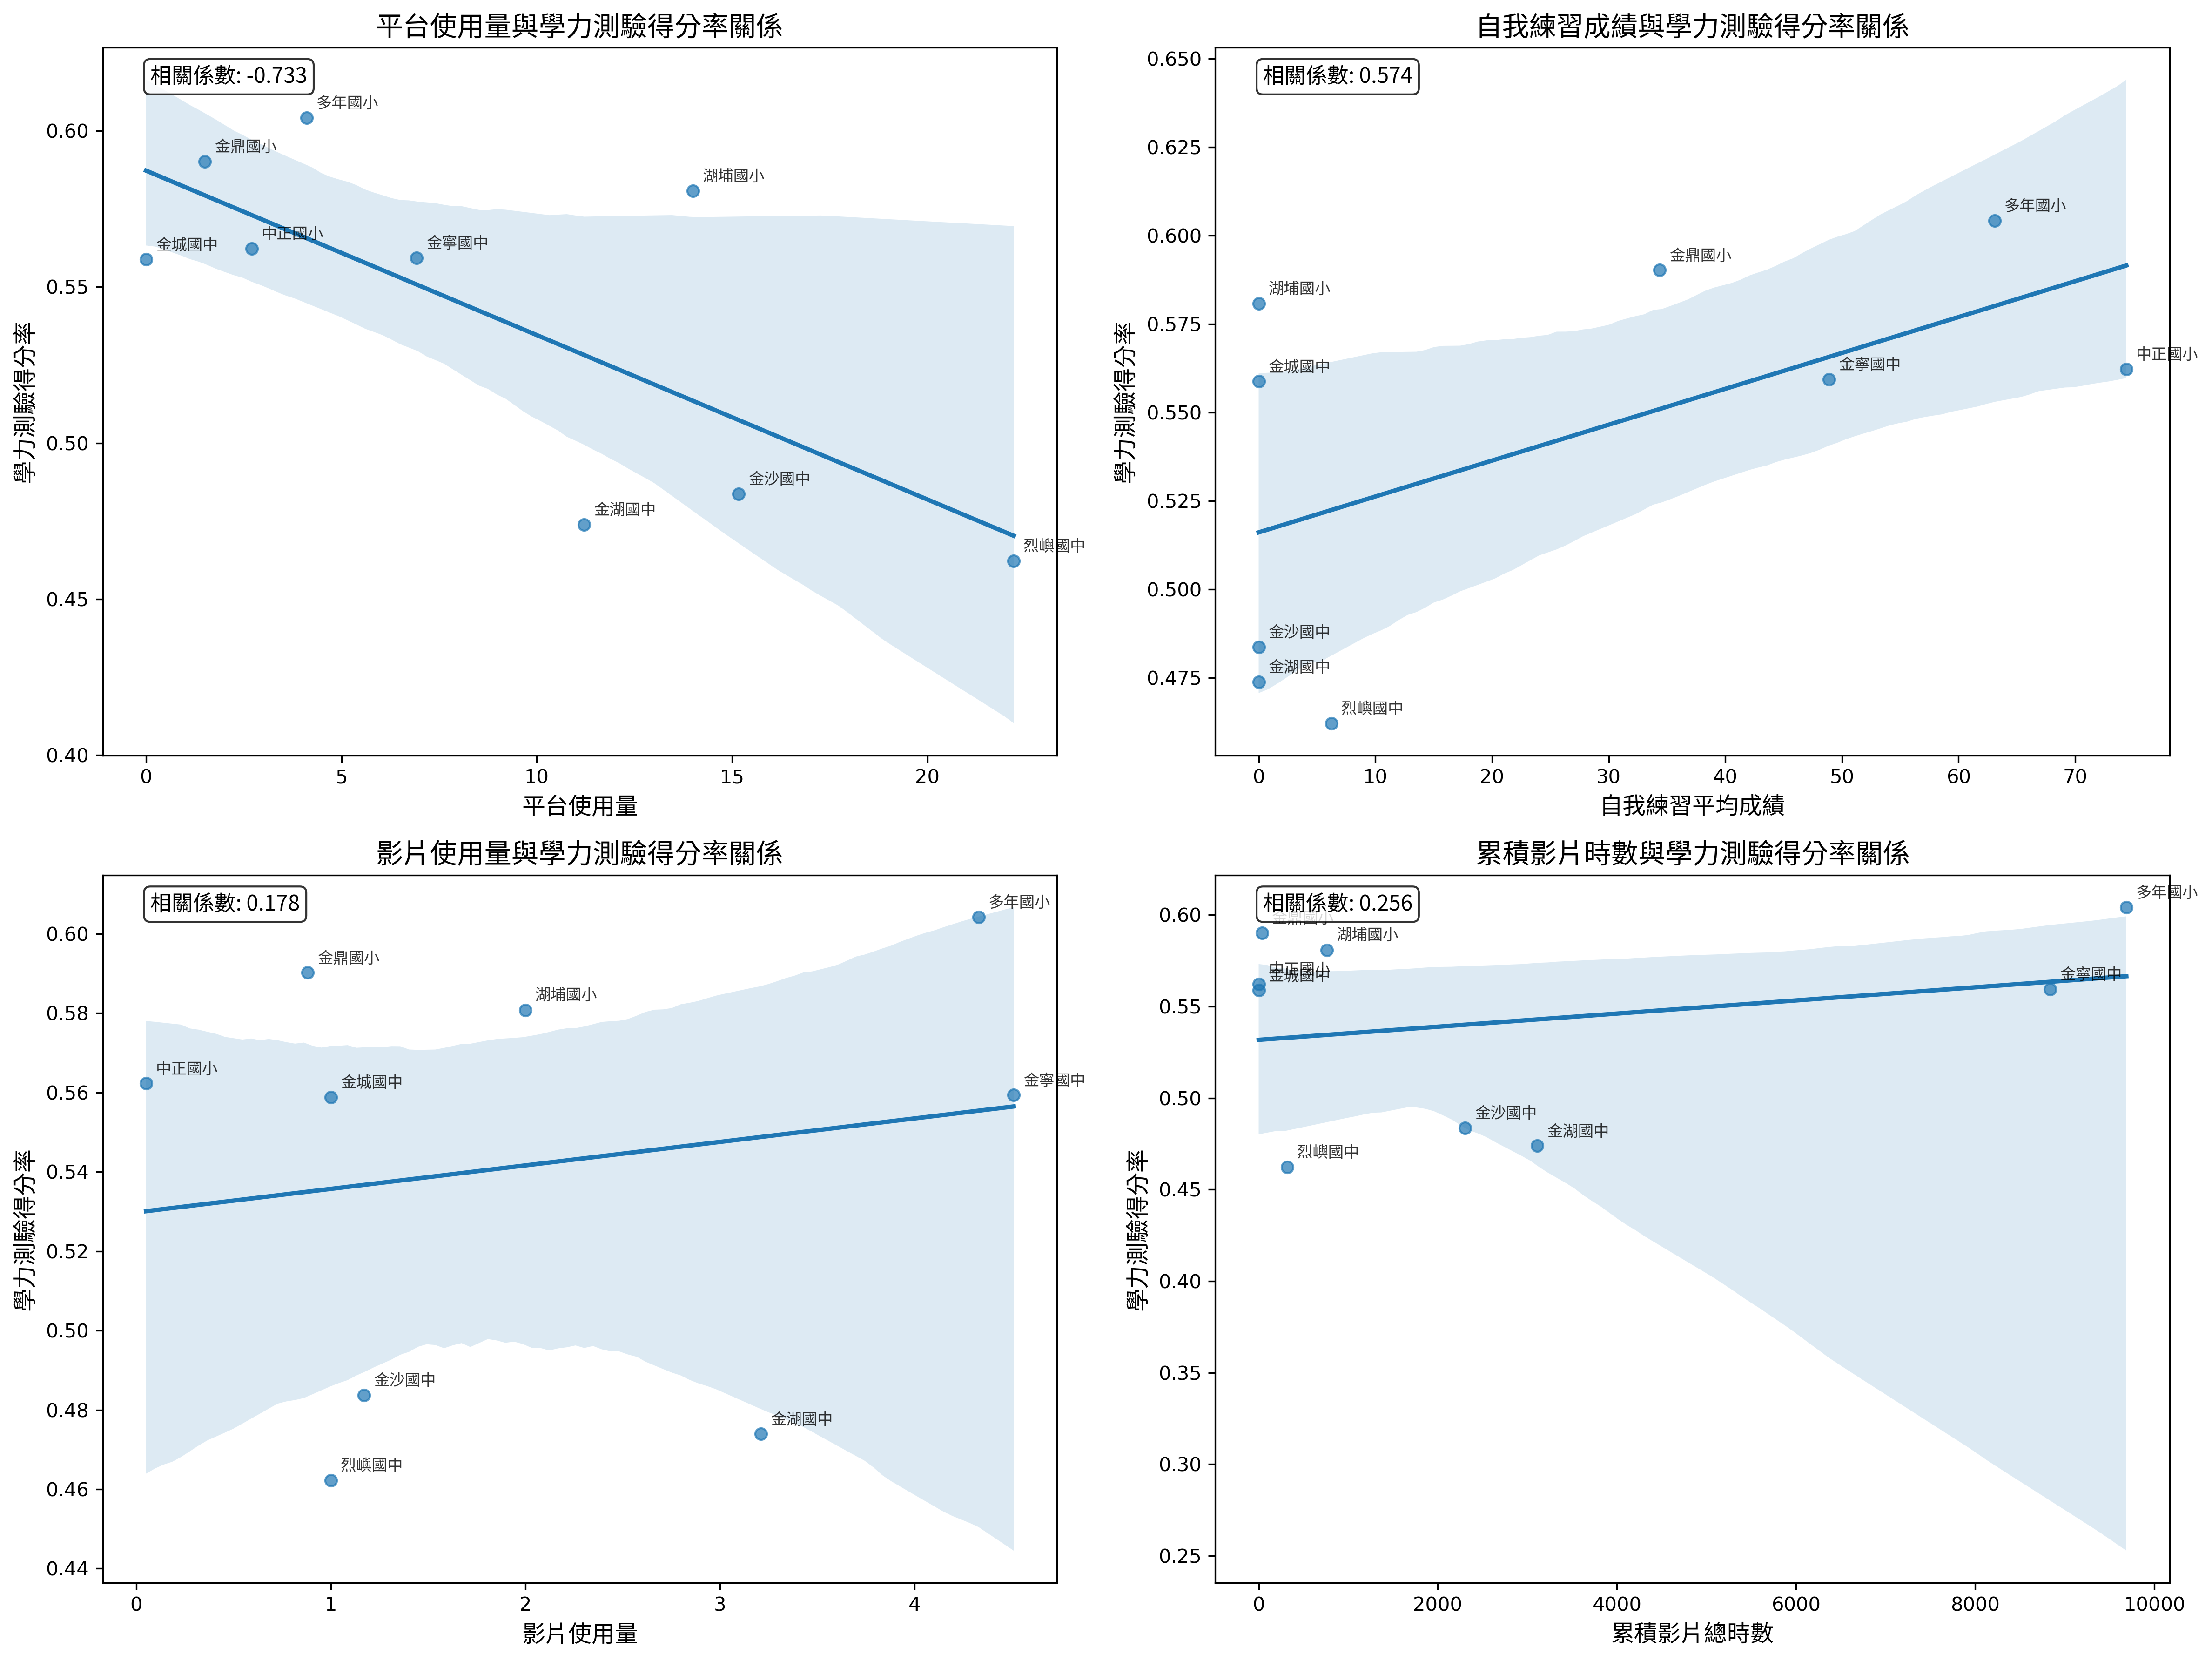 平台使用量與學力測驗得分率關係
相關係數: -0.733
多年國小
金鼎國小
湖埔國小
中正國小
金城國中
金寧國中
金沙國中
金湖國中
烈嶼國中
0.60
0.55
0.50
0.45
0.40
學力測驗得分率
0 5 10 15 20
平台使用量
自我練習成績與學力測驗得分率關係
相關係數: 0.574
多年國小
金鼎國小
湖埔國小
金城國中
金寧國中
中正國小
金沙國中
金湖國中
烈嶼國中
0.650
0.625
0.600
0.575
0.550
0.525
0.500
0.475
學力測驗得分率
0 10 20 30 40 50 60 70
自我練習平均成績
影片使用量與學力測驗得分率關係
相關係數: 0.178
多年國小
金鼎國小
湖埔國小
中正國小
金城國中
金寧國中
金沙國中
金湖國中
烈嶼國中
0.60
0.58
0.56
0.54
0.52
0.50
0.48
0.46
0.44
學力測驗得分率
0 1 2 3 4
影片使用量
累積影片時數與學力測驗得分率關係
相關係數: 0.256
多年國小
金鼎國小
湖埔國小
中正國小
金城國中
金寧國中
金沙國中
金湖國中
烈嶼國中
0.60
0.55
0.50
0.45
0.40
0.35
0.30
0.25
學力測驗得分率
0 2000 4000 6000 8000 10000
累積影片總時數